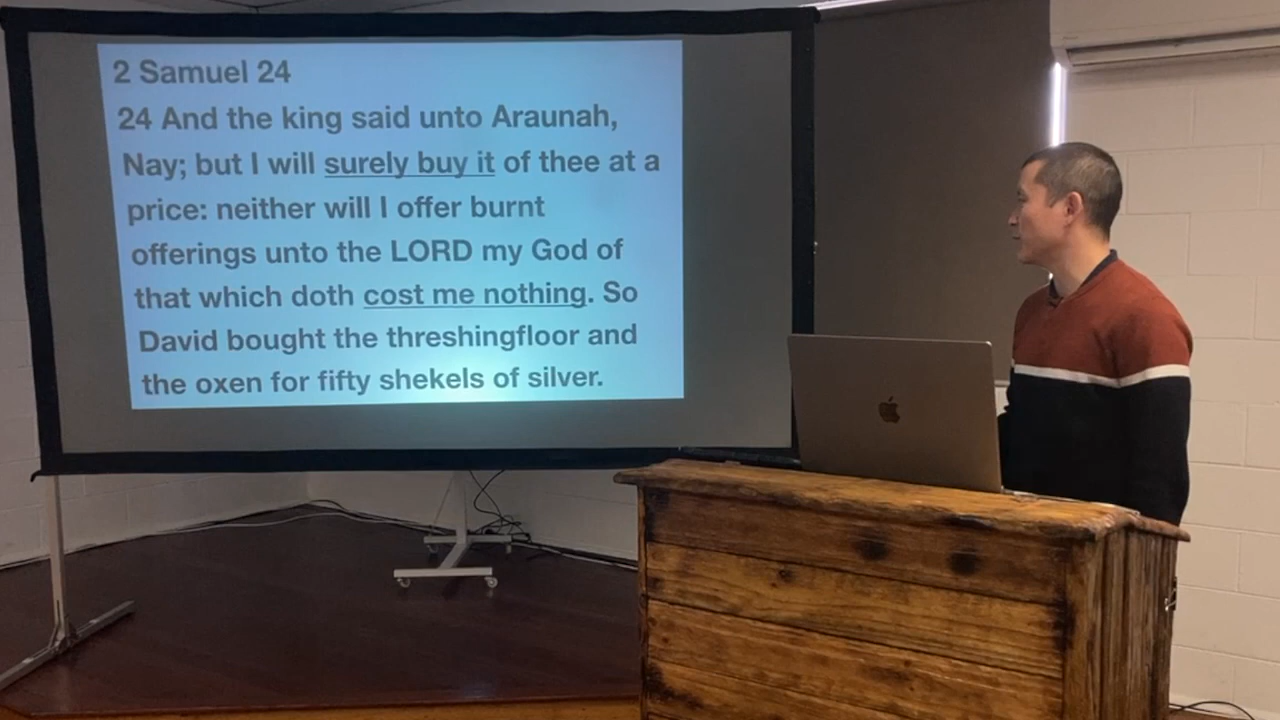 2 Samuel 24
24 And the king said unto Araunah,
Nay; but I will surely buy it of thee at a
price: neither will I offer burnt
offerings unto the LORD my God of
that which doth cost me nothing. So
David bought the threshingfloor and
the oxen for fifty shekels of silver.